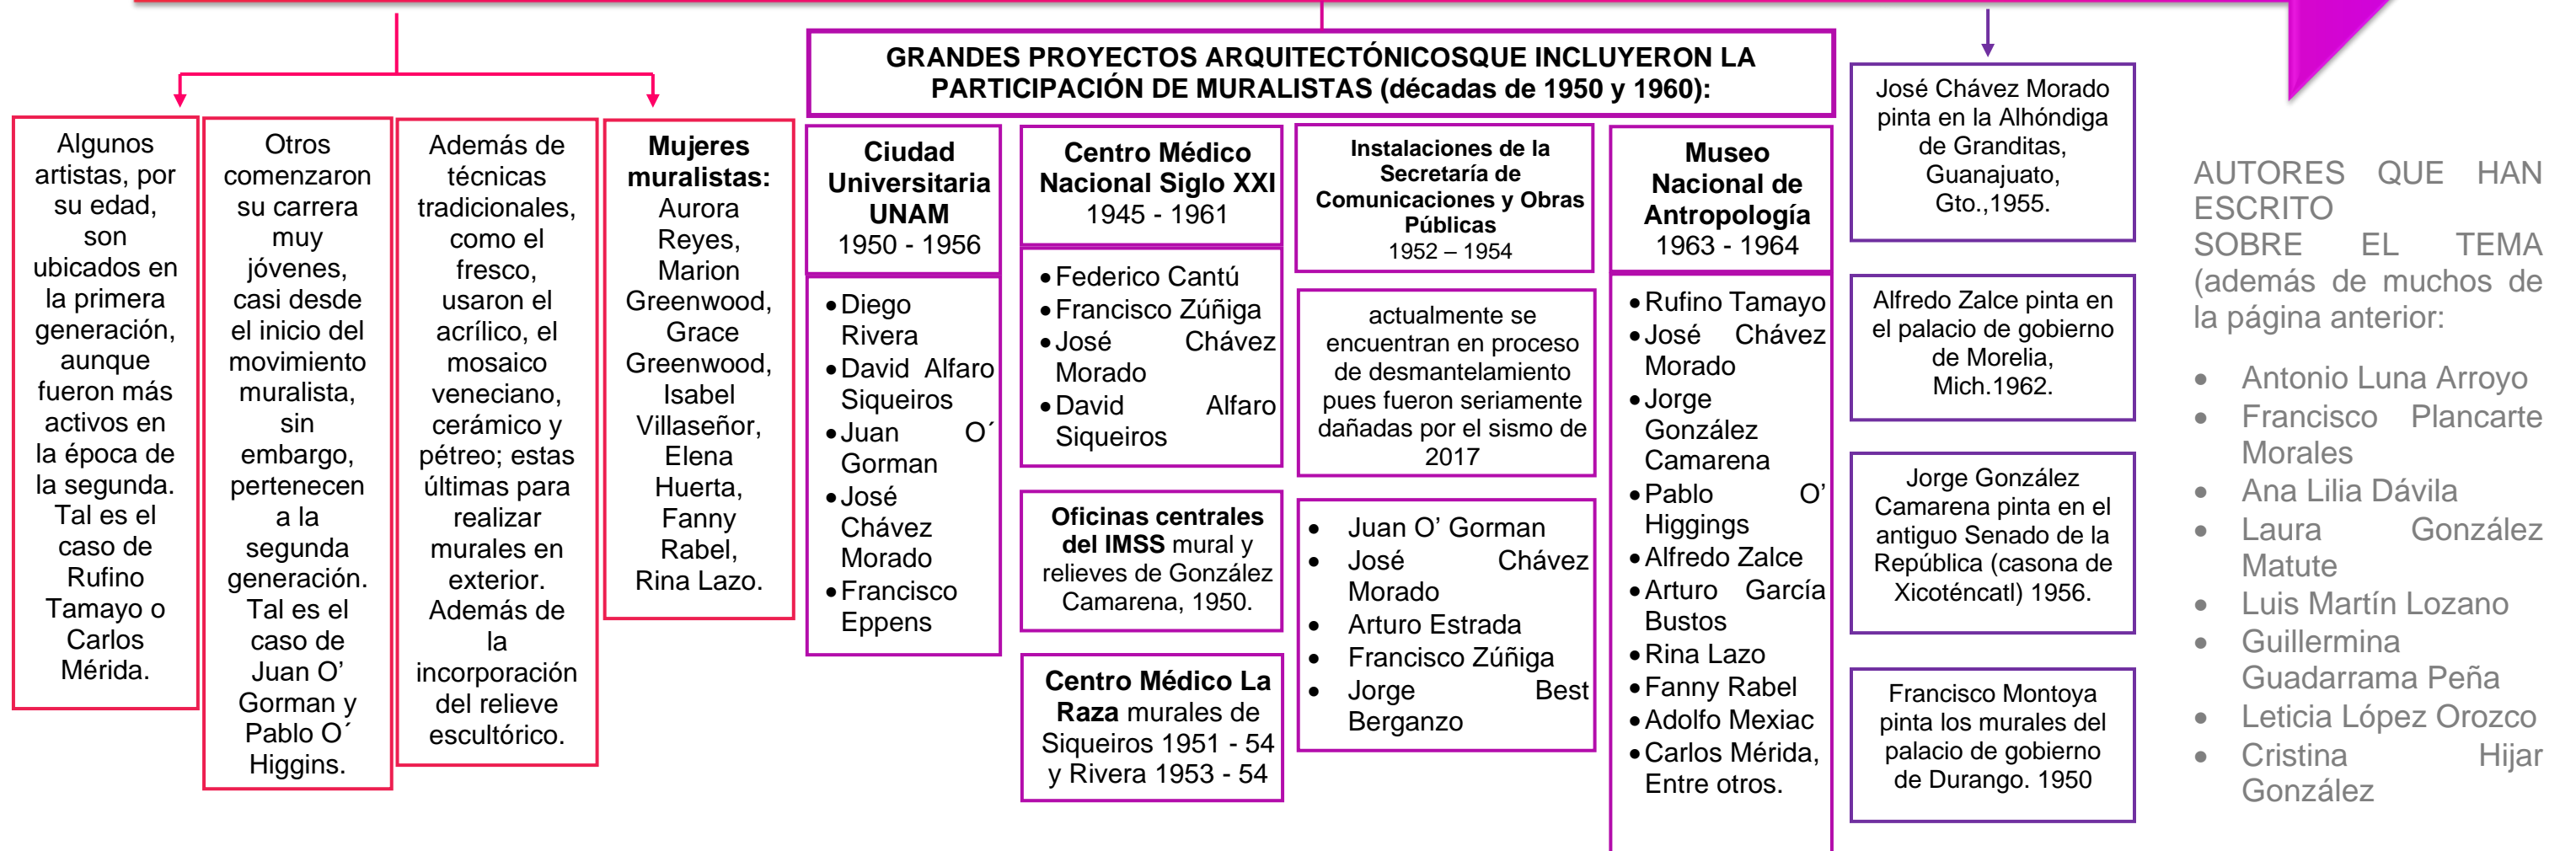 Algunos
artistas, por
su edad,
son
ubicados en
la primera
generación,
aunque
fueron más
activos en
la época de
la segunda.
Tal es el
caso de
Rufino
Tamayo o
Carlos
Mérida.
Otros
comenzaron
su carrera
muy
jóvenes,
casi desde
el inicio del
movimiento
muralista,
sin
embargo,
pertenecen
a la
segunda
generación.
Tal es el
caso de
Juan O’
Gorman y
Pablo O´
Higgins.
Además de
técnicas
tradicionales,
como el
fresco,
usaron el
acrílico, el
mosaico
veneciano,
cerámico y
pétreo; estas
últimas para
realizar
murales en
exterior.
Además de
la
incorporación
del relieve
escultórico.
Mujeres
muralistas:
Aurora
Reyes,
Marion
Greenwood,
Grace
Greenwood,
Isabel
Villaseñor,
Elena
Huerta,
Fanny
Rabel,
Rina Lazo.
GRANDES PROYECTOS ARQUITECTÓNICOSQUE INCLUYERON LA
PARTICIPACIÓN DE MURALISTAS (décadas de 1950 y 1960):
Ciudad
Universitaria
UNAM
1950 - 1956
•Diego
Rivera
•David Alfaro
Siqueiros
•Juan O´
Gorman
•José
Chávez
Morado
•Francisco
Eppens
Centro Médico
Nacional Siglo XXI
1945 - 1961
•Federico Cantú
•Francisco Zúñiga
•José Chávez
Morado
•David Alfaro
Siqueiros
Oficinas centrales
del IMSS mural y
relieves de González
Camarena, 1950.
Centro Médico La
Raza murales de
Siqueiros 1951 - 54
y Rivera 1953 - 54
Instalaciones de la
Secretaría de
Comunicaciones y Obras
Públicas
1952 – 1954
actualmente se
encuentran en proceso
de desmantelamiento
pues fueron seriamente
dañadas por el sismo de
2017
• Juan O’ Gorman
• José Chávez
Morado
• Arturo Estrada
• Francisco Zúñiga
• Jorge Best
Berganzo
Museo
Nacional de
Antropología
1963 - 1964
•Rufino Tamayo
•José Chávez
Morado
•Jorge
González
Camarena
•Pablo O’
Higgings
•Alfredo Zalce
•Arturo García
Bustos
•Rina Lazo
•Fanny Rabel
•Adolfo Mexiac
•Carlos Mérida,
Entre otros.
José Chávez Morado
pinta en la Alhóndiga
de Granditas,
Guanajuato,
Gto.,1955.
Alfredo Zalce pinta en
el palacio de gobierno
de Morelia,
Mich.1962.
Jorge González
Camarena pinta en el
antiguo Senado de la
República (casona de
Xicoténcatl) 1956.
Francisco Montoya
pinta los murales del
palacio de gobierno
de Durango. 1950
AUTORES QUE HAN
ESCRITO
SOBRE EL TEMA
(además de muchos de
la página anterior:
• Antonio Luna Arroyo
• Francisco Plancarte
Morales
• Ana Lilia Dávila
• Laura González
Matute
• Luis Martín Lozano
• Guillermina
Guadarrama Peña
• Leticia López Orozco
• Cristina Hijar
González